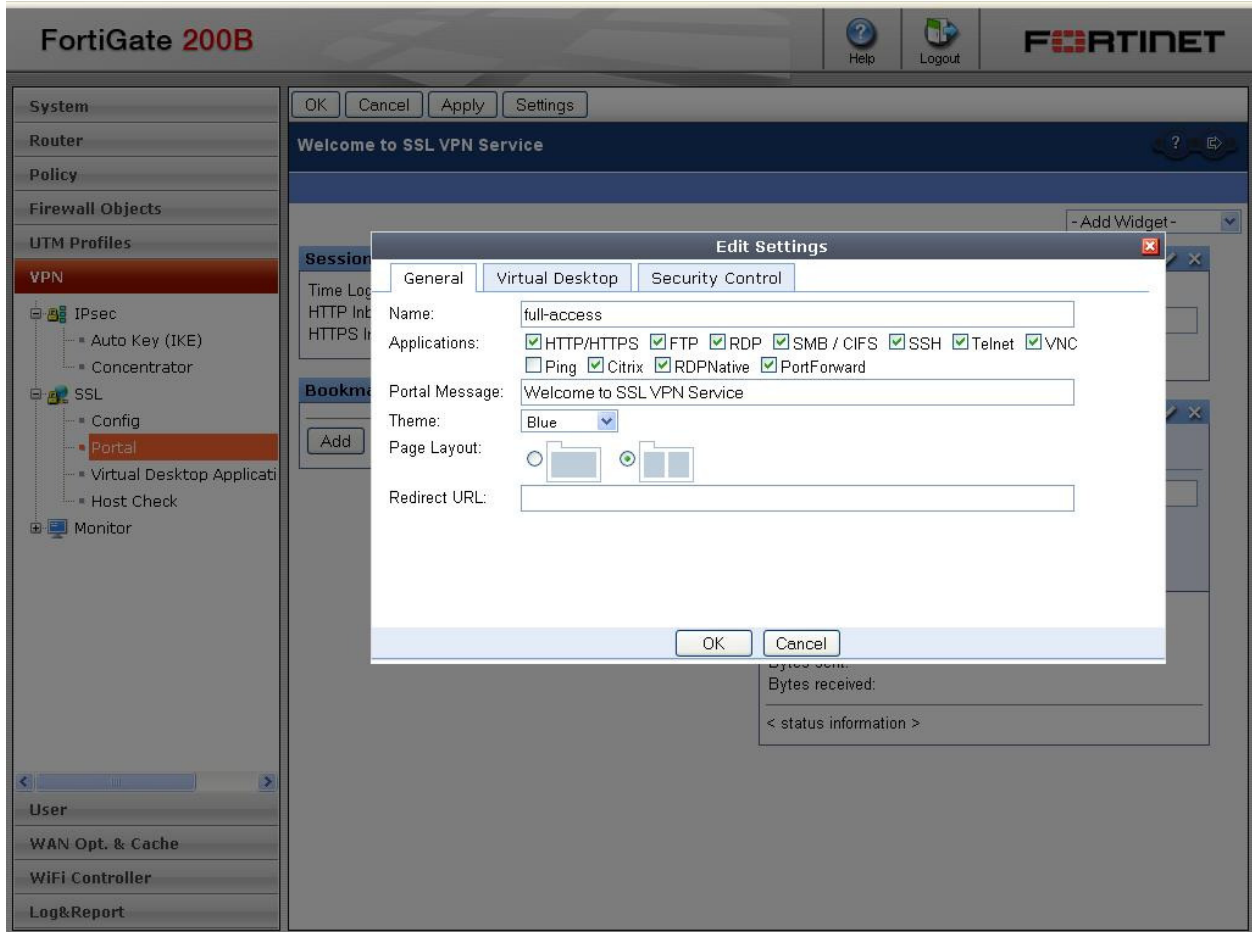 FortiGate 200B
Help
Logout
FORTINET
System
Router
Policy
Firewall Objects
UTM Profiles
VPN
IPsec
Auto Key (IKE)
Concentrator
SSL
Config
Portal
Virtual Desktop Applicati
Host Check
Monitor
User
WAN Opt. & Cache
WiFi Controller
Log&Report
OK Cancel Apply Settings
Welcome to SSL VPN Service ?
- Add Widget -
Session
Time Log
HTTP Inb
HTTPS I
Bookma
Add
Edit Settings
General Virtual Desktop Security Control
Name: full-access
Applications: HTTP/HTTPS FTP RDP SMB / CIFS SSH Telnet VNC
Ping Citrix RDPNative PortForward
Portal Message: Welcome to SSL VPN Service
Theme: Blue
Page Layout:
Redirect URL:
OK Cancel
Bytes sent:
Bytes received:
< status information >